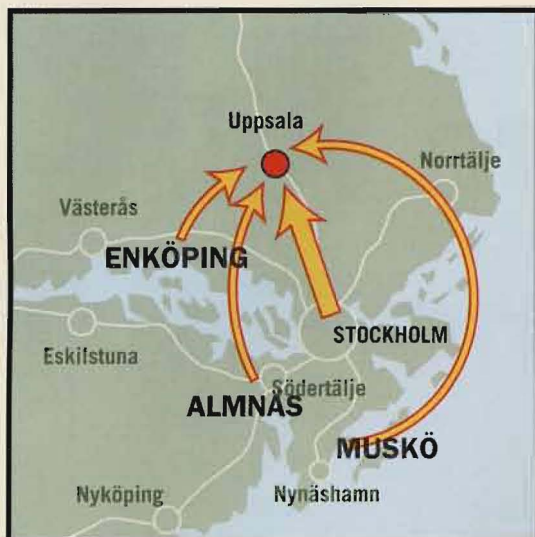 Uppsala
Norrtälje
Västerås
ENKÖPING
STOCKHOLM
Eskilstuna
Södertälje
ALMNÄS
MUSKÖ
Nyköping
Nynäshamn